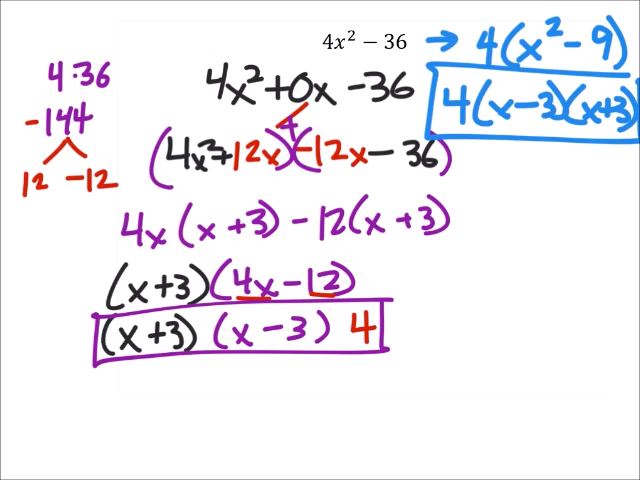 4x² − 36 → 4(x² − 9)
4(x−3)(x+3)
4·36
−144
12 −12
4x² + 0x − 36
4
(4x² + 12x)(−12x − 36)
4x(x+3) − 12(x+3)
(x+3)(4x−12)
(x+3)(x−3) 4